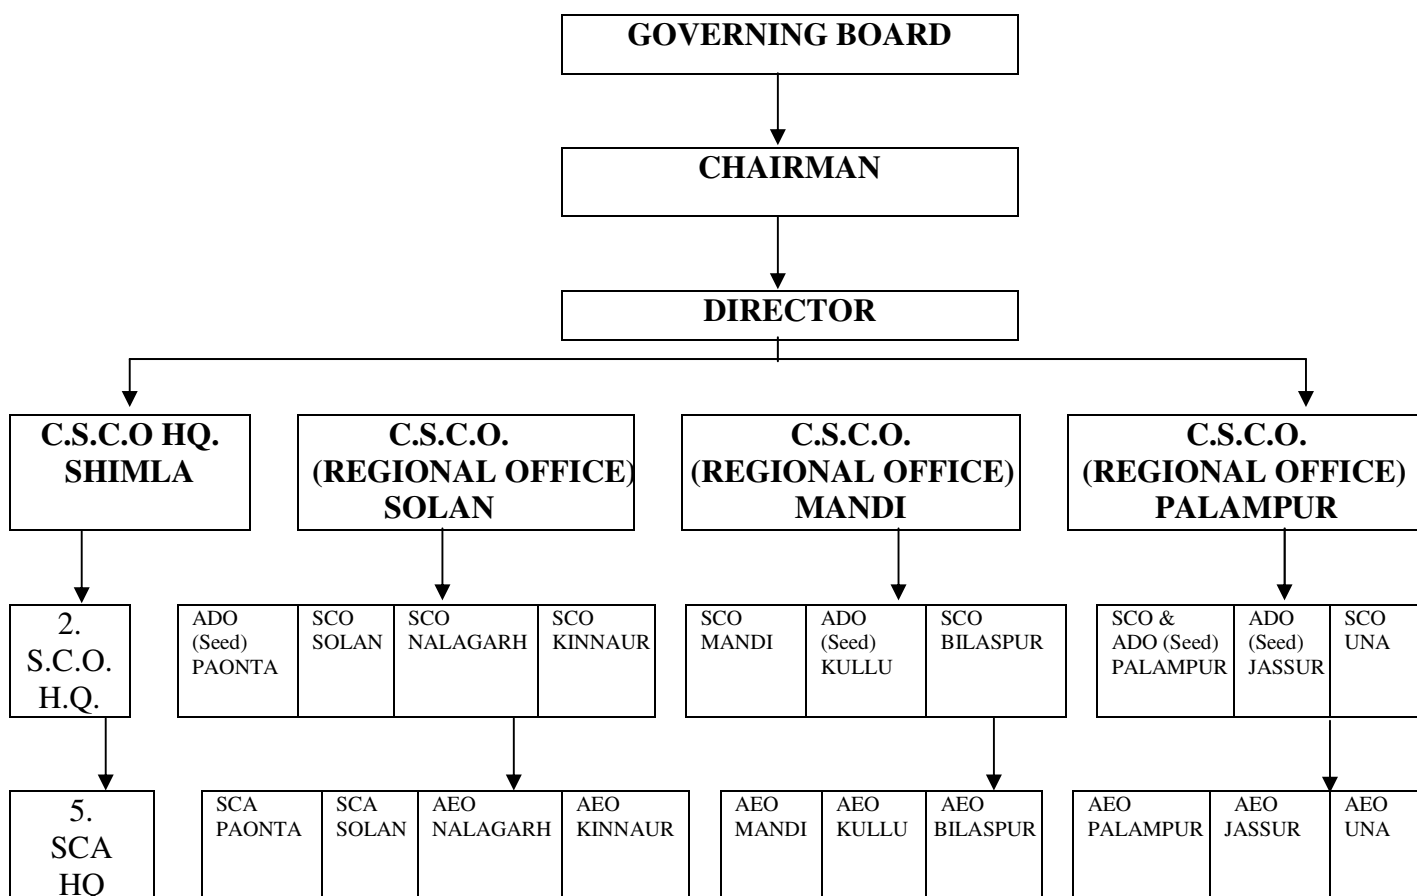 GOVERNING BOARD
CHAIRMAN
DIRECTOR
C.S.C.O HQ.
SHIMLA
C.S.C.O.
(REGIONAL OFFICE)
SOLAN
C.S.C.O.
(REGIONAL OFFICE)
MANDI
C.S.C.O.
(REGIONAL OFFICE)
PALAMPUR
2.
S.C.O.
H.Q.
ADO
(Seed)
PAONTA
SCO
SOLAN
SCO
NALAGARH
SCO
KINNAUR
SCO
MANDI
ADO
(Seed)
KULLU
SCO
BILASPUR
SCO &
ADO (Seed)
PALAMPUR
ADO
(Seed)
JASSUR
SCO
UNA
5.
SCA
HQ
SCA
PAONTA
SCA
SOLAN
AEO
NALAGARH
AEO
KINNAUR
AEO
MANDI
AEO
KULLU
AEO
BILASPUR
AEO
PALAMPUR
AEO
JASSUR
AEO
UNA